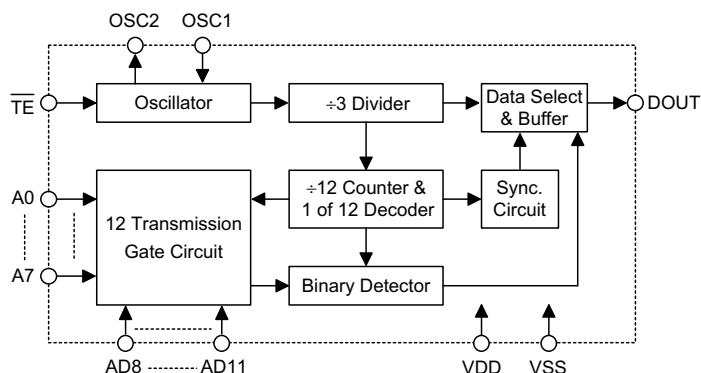 OSC2 OSC1
T̅E̅ Oscillator ÷3 Divider Data Select
& Buffer DOUT
A0 12 Transmission
Gate Circuit ÷12 Counter &
1 of 12 Decoder Sync.
Circuit
A7 Binary Detector
AD8 AD11 VDD VSS